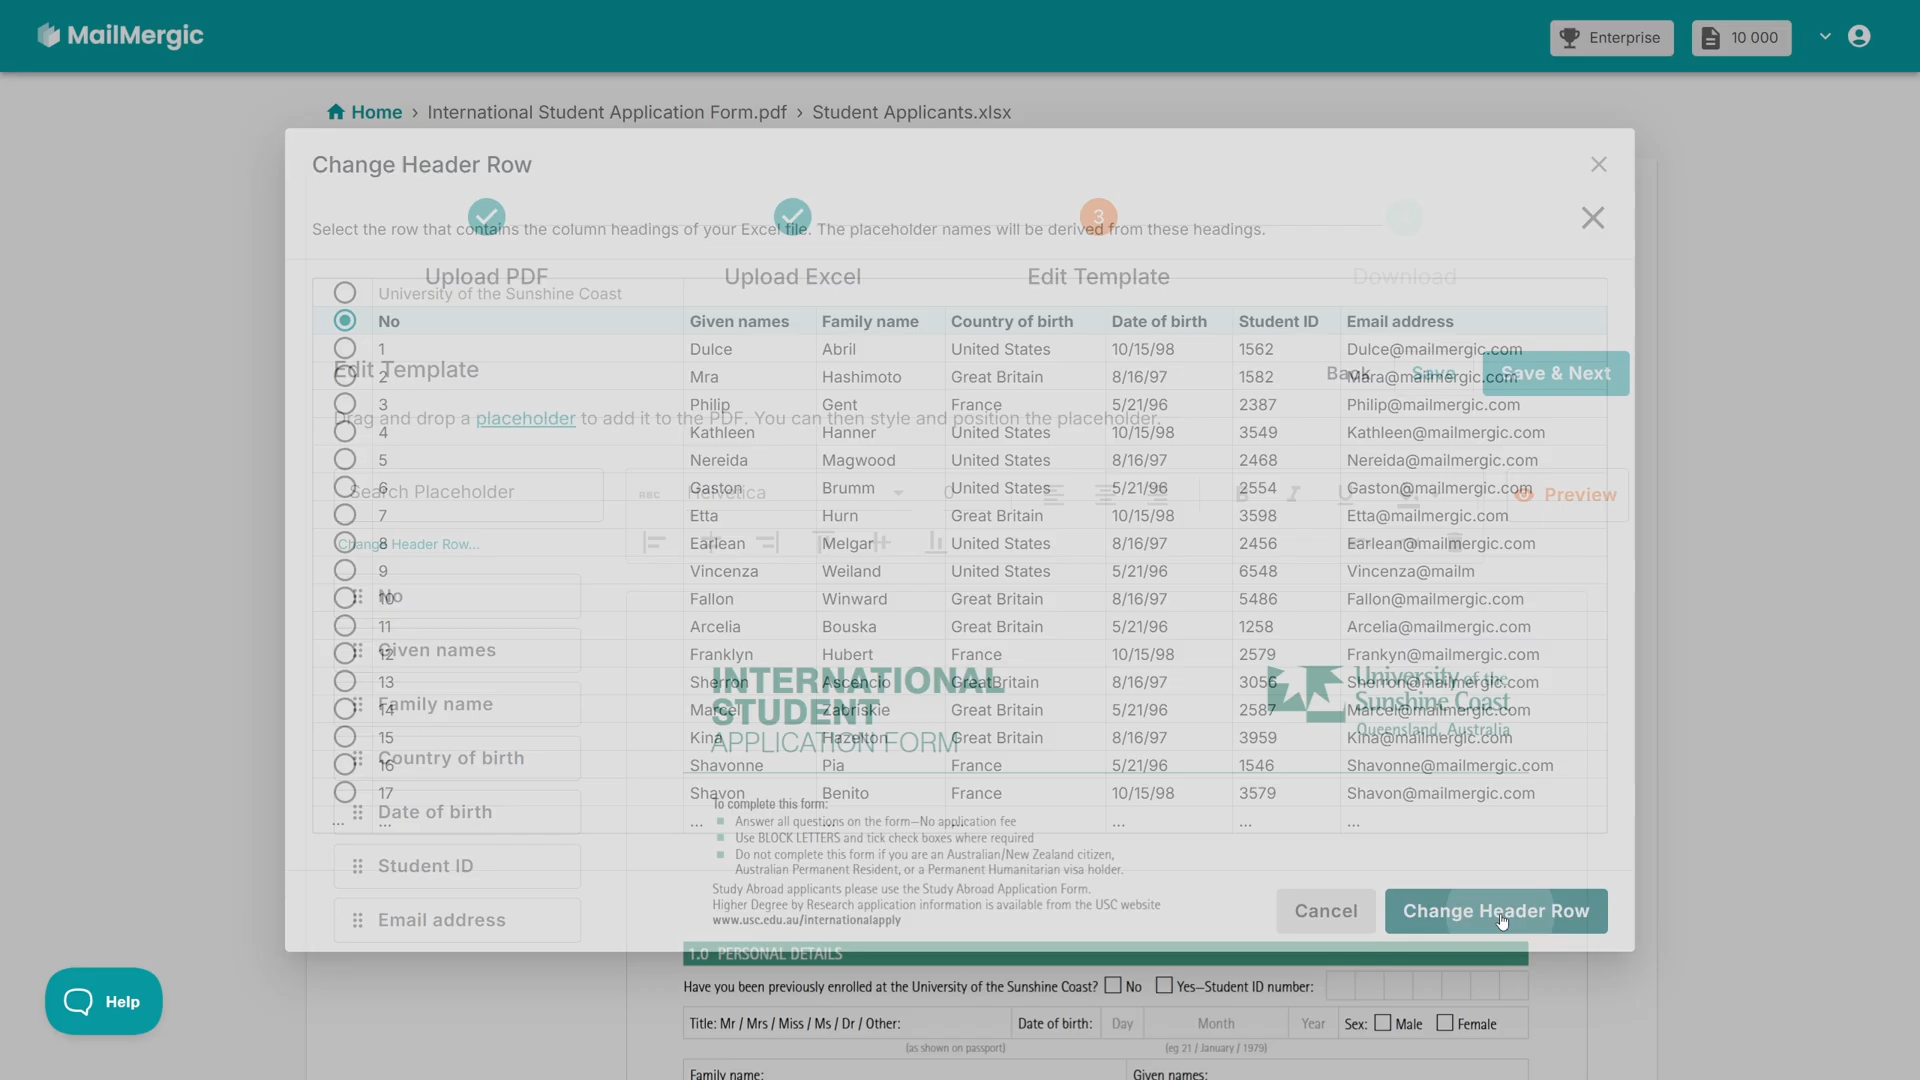 MailMergic
Enterprise
10 000
Home › International Student Application Form.pdf › Student Applicants.xlsx
Change Header Row
3
Select the row that contains the column headings of your Excel file. The placeholder names will be derived from these headings.
Upload PDF
Upload Excel
Edit Template
Download
University of the Sunshine Coast
No Given names Family name Country of birth Date of birth Student ID Email address
1 Dulce Abril United States 10/15/98 1562 Dulce@mailmergic.com
Edit Template
Back
Save
Save & Next
2 Mra Hashimoto Great Britain 8/16/97 1582 Mara@mailmergic.com
3 Philip Gent France 5/21/96 2387 Philip@mailmergic.com
Drag and drop a placeholder to add it to the PDF. You can then style and position the placeholder.
4 Kathleen Hanner United States 10/15/98 3549 Kathleen@mailmergic.com
5 Nereida Magwood United States 8/16/97 2468 Nereida@mailmergic.com
6 Gaston Brumm United States 5/21/96 2554 Gaston@mailmergic.com
Search Placeholder
ABC
Helvetica
0
B I U
Preview
7 Etta Hurn Great Britain 10/15/98 3598 Etta@mailmergic.com
8 Earlean Melgar United States 8/16/97 2456 Earlean@mailmergic.com
Change Header Row...
9 Vincenza Weiland United States 5/21/96 6548 Vincenza@mailm
10 Fallon Winward Great Britain 8/16/97 5486 Fallon@mailmergic.com
No
11 Arcelia Bouska Great Britain 5/21/96 1258 Arcelia@mailmergic.com
12 Franklyn Hubert France 10/15/98 2579 Frankyn@mailmergic.com
Given names
13 Sherron Ascencio GreatBritain 8/16/97 3056 Sherron@mailmergic.com
14 Marcel Zabriskie Great Britain 5/21/96 2587 Marcel@mailmergic.com
Family name
INTERNATIONAL
STUDENT
APPLICATION FORM
University of the
Sunshine Coast
Queensland, Australia
15 Kina Hazelton Great Britain 8/16/97 3959 Kina@mailmergic.com
16 Shavonne Pia France 5/21/96 1546 Shavonne@mailmergic.com
Country of birth
17 Shavon Benito France 10/15/98 3579 Shavon@mailmergic.com
... ... ... ... ... ... ... ...
Date of birth
Student ID
Email address
To complete this form:
Answer all questions on the form—No application fee
Use BLOCK LETTERS and tick check boxes where required
Do not complete this form if you are an Australian/New Zealand citizen,
Australian Permanent Resident, or a Permanent Humanitarian visa holder.
Study Abroad applicants please use the Study Abroad Application Form.
Higher Degree by Research application information is available from the USC website
www.usc.edu.au/internationalapply
Cancel
Change Header Row
1.0 PERSONAL DETAILS
Have you been previously enrolled at the University of the Sunshine Coast? No Yes—Student ID number:
Title: Mr / Mrs / Miss / Ms / Dr / Other: Date of birth: Day Month Year Sex: Male Female
(as shown on passport) (eg 21 / January / 1979)
Family name: Given names:
Help